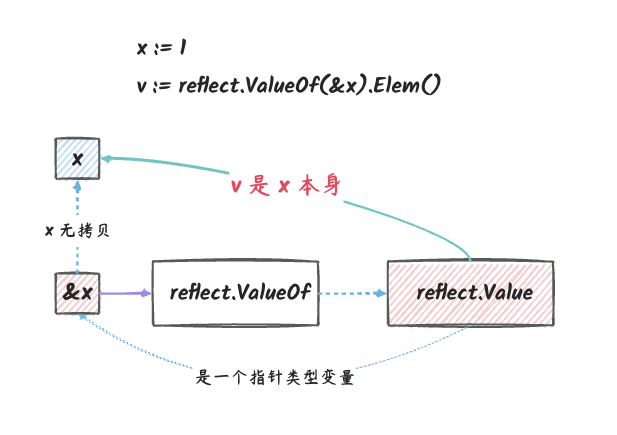 x := 1
v := reflect.ValueOf(&x).Elem()
x
v 是 x 本身
x 无拷贝
&x
reflect.ValueOf
reflect.Value
是一个指针类型变量